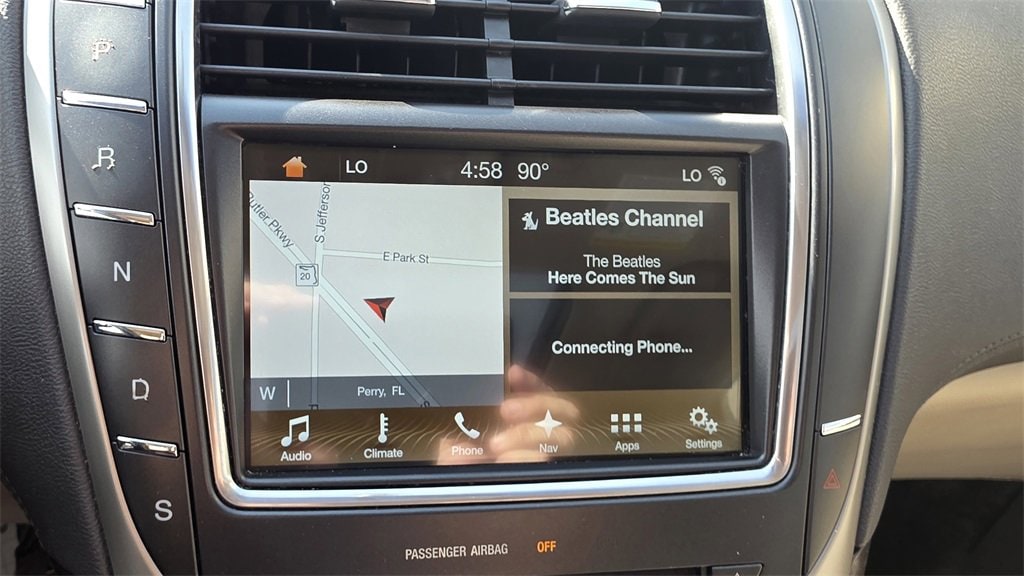 P
R
N
D
S
LO
4:58 90°
LO
S Jefferson
Pkwy
E Park St
20
W
Perry, FL
Beatles Channel
The Beatles
Here Comes The Sun
Connecting Phone...
Audio
Climate
Phone
Nav
Apps
Settings
PASSENGER AIRBAG OFF